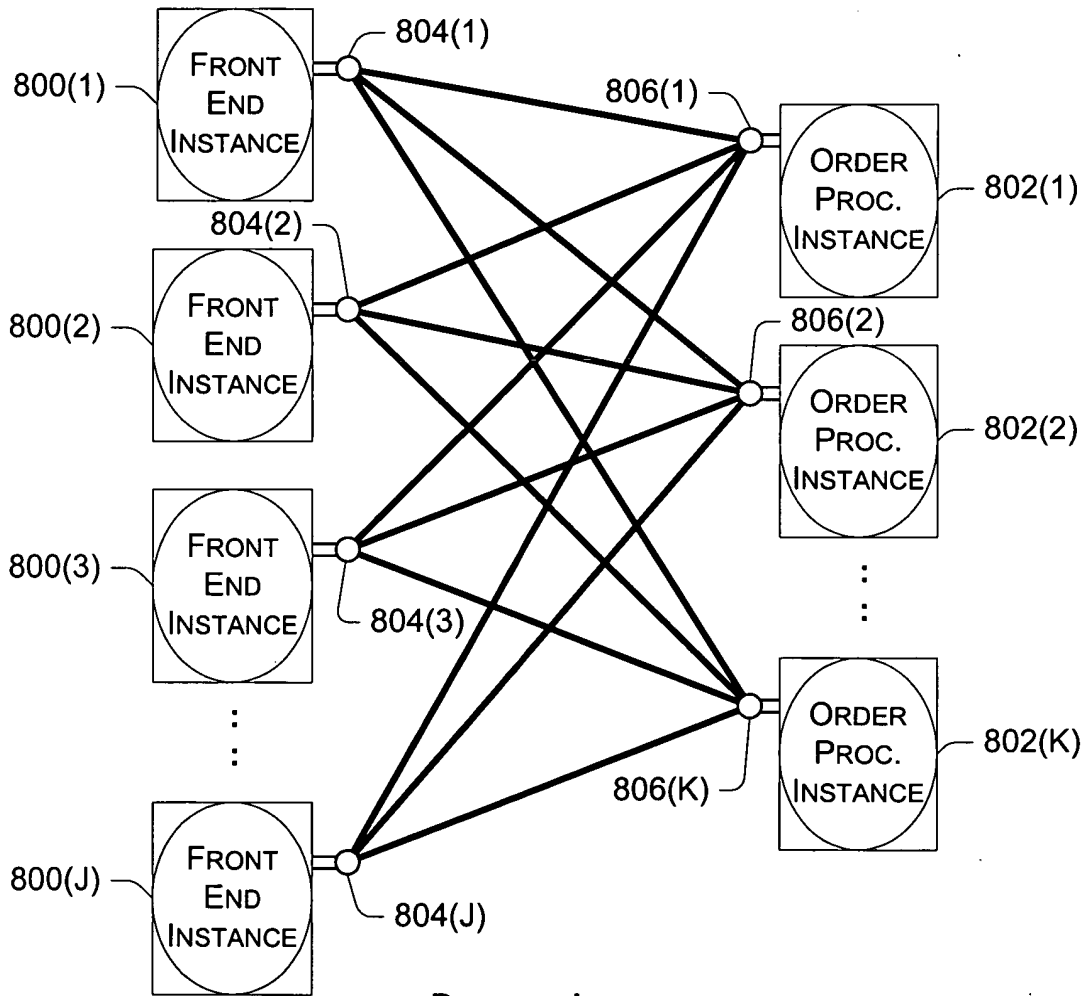 804(1)
FRONT
END
INSTANCE
800(1)
806(1)
ORDER
PROC.
INSTANCE
802(1)
804(2)
FRONT
END
INSTANCE
800(2)
806(2)
ORDER
PROC.
INSTANCE
802(2)
FRONT
END
INSTANCE
800(3)
804(3)
ORDER
PROC.
INSTANCE
802(K)
806(K)
FRONT
END
INSTANCE
800(J)
804(J)